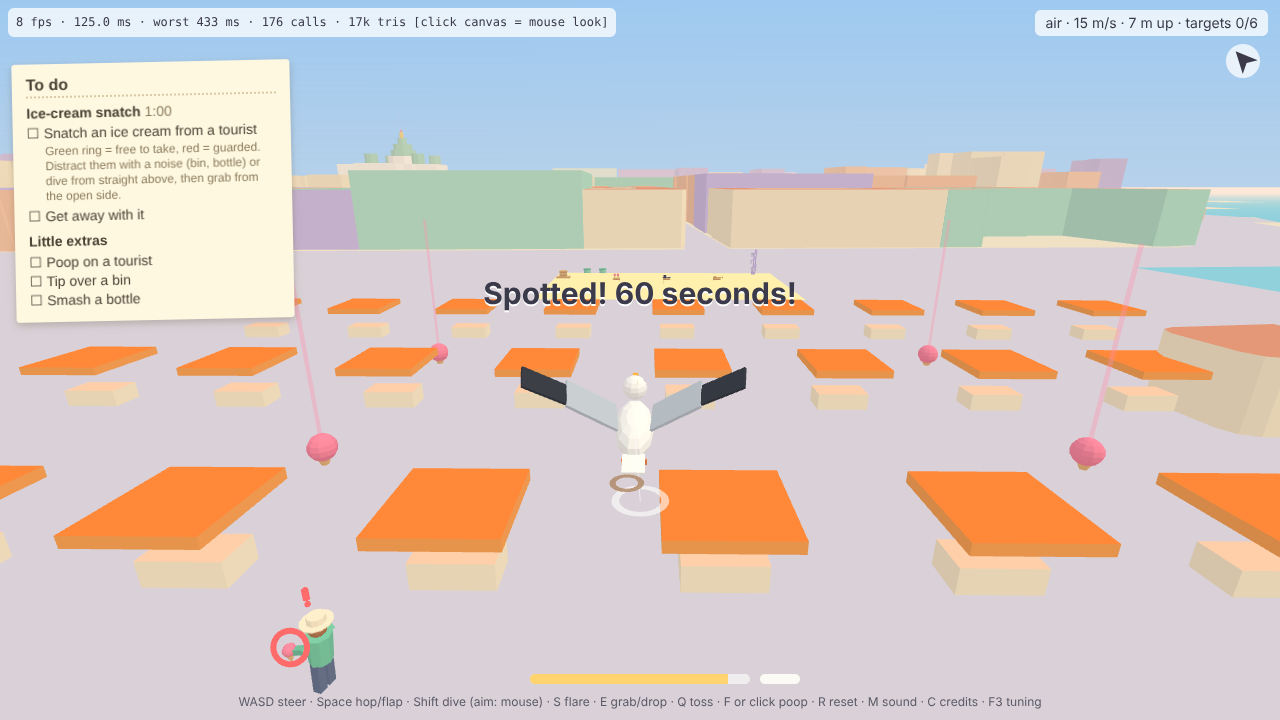 8 fps · 125.0 ms · worst 433 ms · 176 calls · 17k tris [click canvas = mouse look]
air · 15 m/s · 7 m up · targets 0/6
To do
Ice-cream snatch 1:00
☐ Snatch an ice cream from a tourist
Green ring = free to take, red = guarded.
Distract them with a noise (bin, bottle) or
dive from straight above, then grab from
the open side.
☐ Get away with it
Little extras
☐ Poop on a tourist
☐ Tip over a bin
☐ Smash a bottle
Spotted! 60 seconds!
!
WASD steer · Space hop/flap · Shift dive (aim: mouse) · S flare · E grab/drop · Q toss · F or click poop · R reset · M sound · C credits · F3 tuning